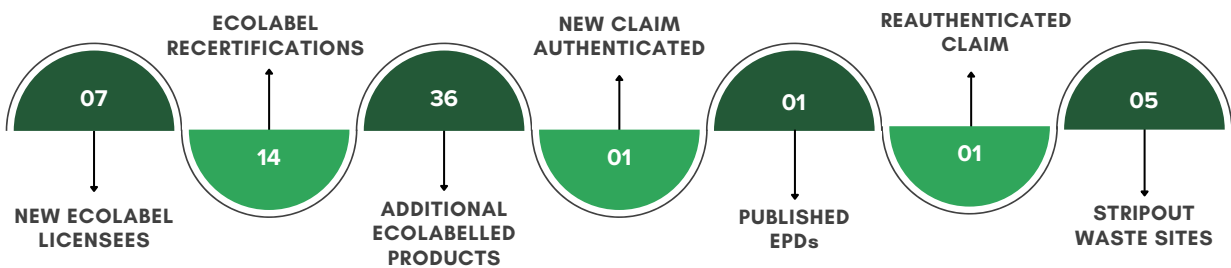 07
NEW ECOLABEL
LICENSEES
ECOLABEL
RECERTIFICATIONS
14
36
ADDITIONAL
ECOLABELLED
PRODUCTS
NEW CLAIM
AUTHENTICATED
01
01
PUBLISHED
EPDs
REAUTHENTICATED
CLAIM
01
05
STRIPOUT
WASTE SITES